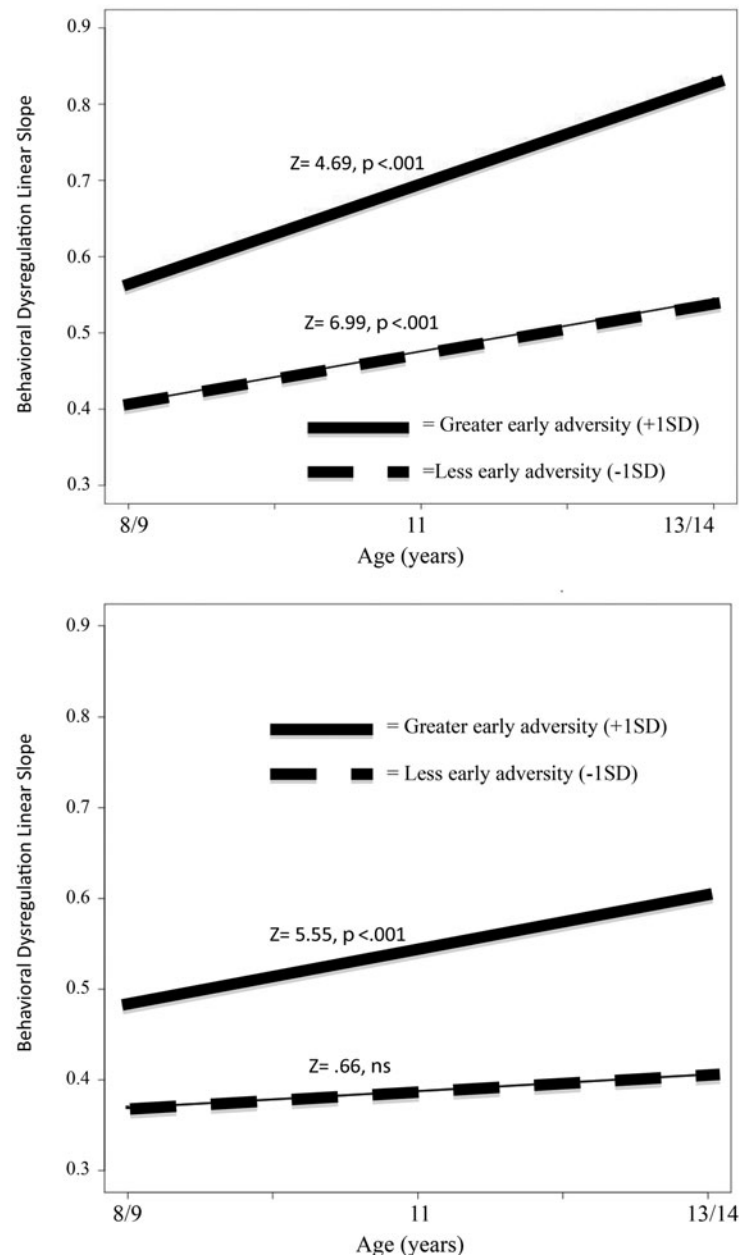 Behavioral Dysregulation Linear Slope
0.9
0.8
0.7
0.6
0.5
0.4
0.3
Z= 4.69, p <.001
Z= 6.99, p <.001
= Greater early adversity (+1SD)
=Less early adversity (-1SD)
8/9 11 13/14
Age (years)
Behavioral Dysregulation Linear Slope
0.9
0.8
0.7
0.6
0.5
0.4
0.3
= Greater early adversity (+1SD)
= Less early adversity (-1SD)
Z= 5.55, p <.001
Z= .66, ns
8/9 11 13/14
Age (years)